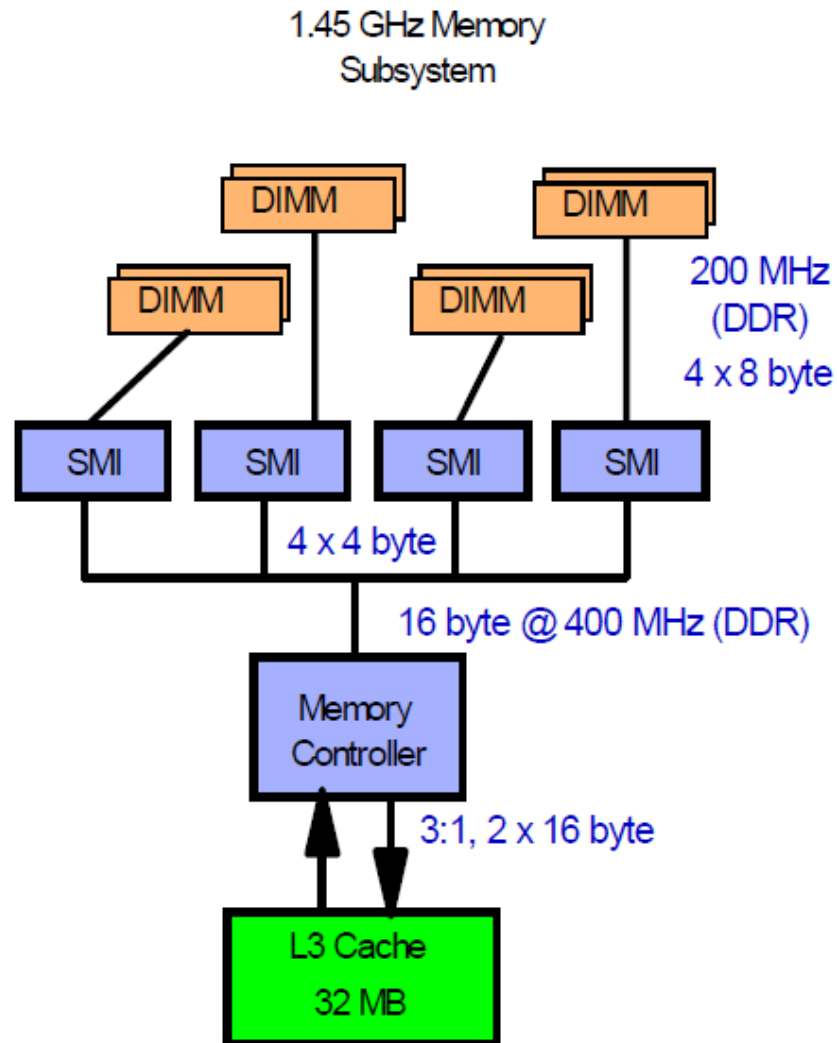 1.45 GHz Memory
Subsystem
DIMM
DIMM
DIMM
DIMM
200 MHz
(DDR)
4 x 8 byte
SMI
SMI
SMI
SMI
4 x 4 byte
16 byte @ 400 MHz (DDR)
Memory
Controller
3:1, 2 x 16 byte
L3 Cache
32 MB